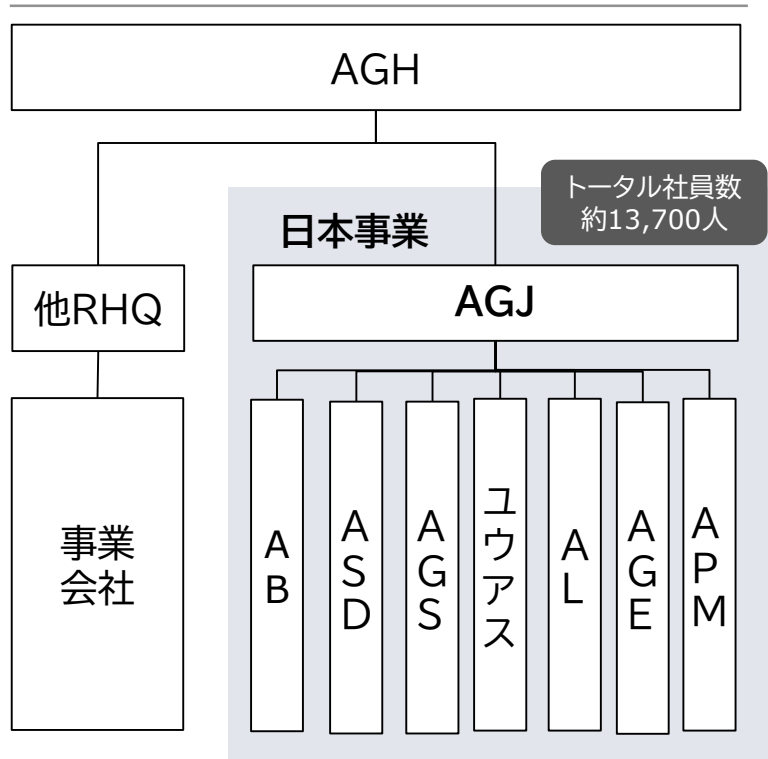 AGH
トータル社員数
約13,700人
日本事業
他RHQ
AGJ
事業
会社
AB
ASD
AGS
ユウアス
AL
AGE
APM